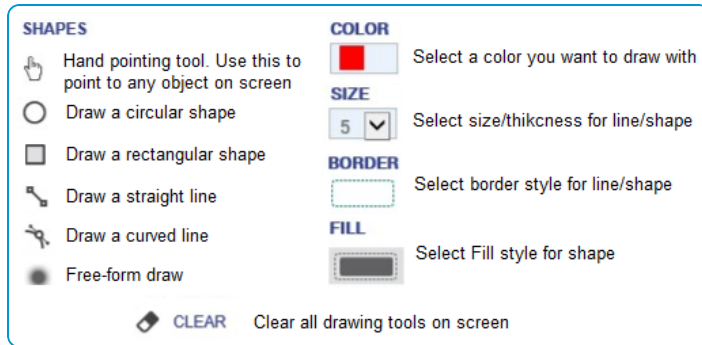 SHAPES
Hand pointing tool. Use this to
point to any object on screen
Draw a circular shape
Draw a rectangular shape
Draw a straight line
Draw a curved line
Free-form draw
COLOR
Select a color you want to draw with
SIZE
5
Select size/thikcness for line/shape
BORDER
Select border style for line/shape
FILL
Select Fill style for shape
CLEAR Clear all drawing tools on screen